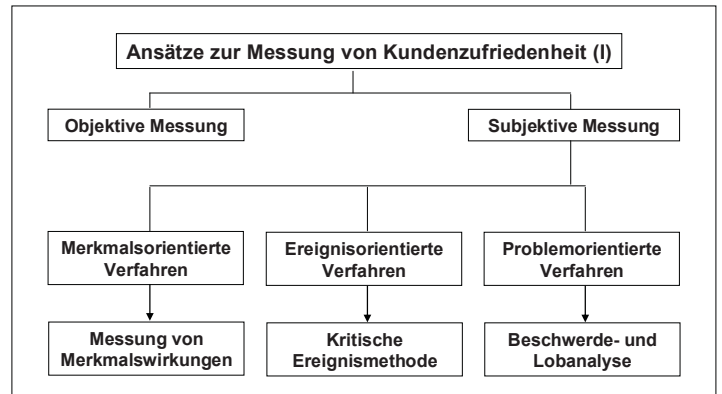 Ansätze zur Messung von Kundenzufriedenheit (I)
Objektive Messung
Subjektive Messung
Merkmalsorientierte
Verfahren
Ereignisorientierte
Verfahren
Problemorientierte
Verfahren
Messung von
Merkmalswirkungen
Kritische
Ereignismethode
Beschwerde- und
Lobanalyse